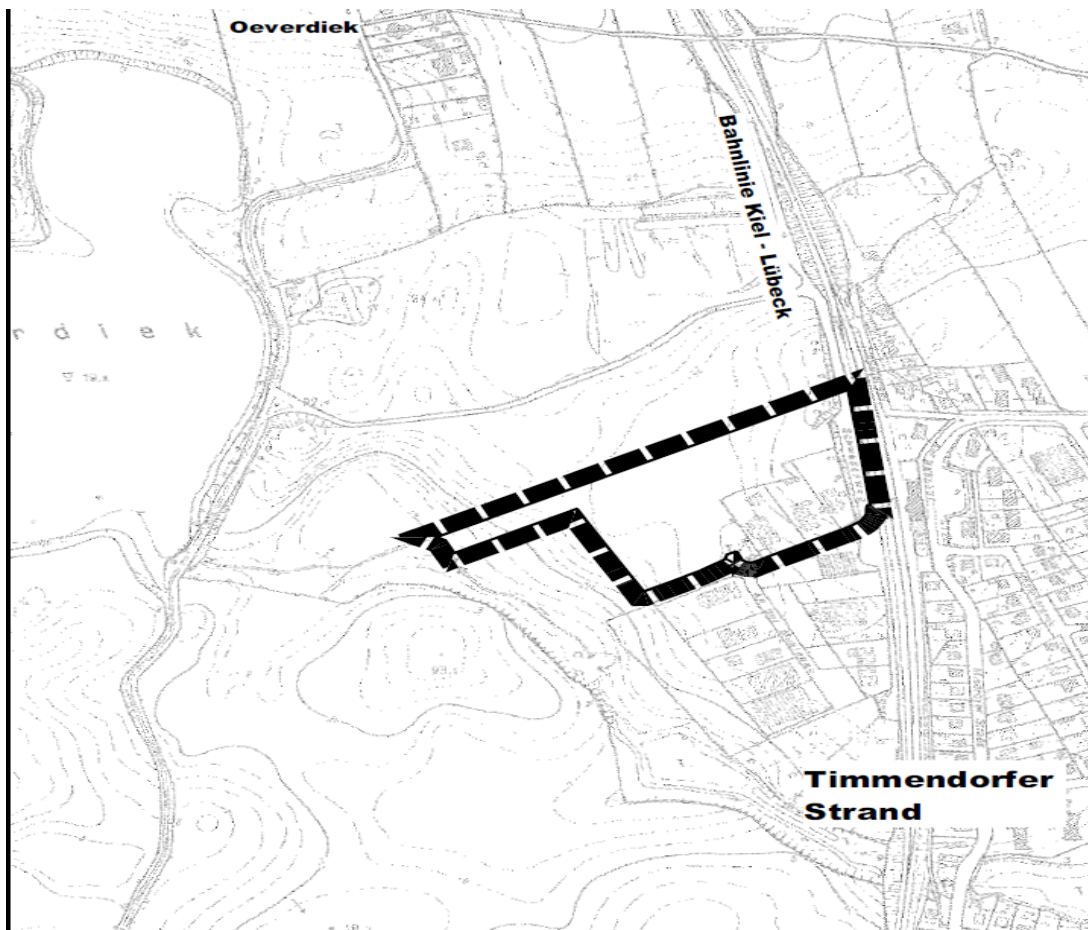 Oeverdiek
Bahnlinie Kiel - Lübeck
r d i e k
Timmendorfer
Strand